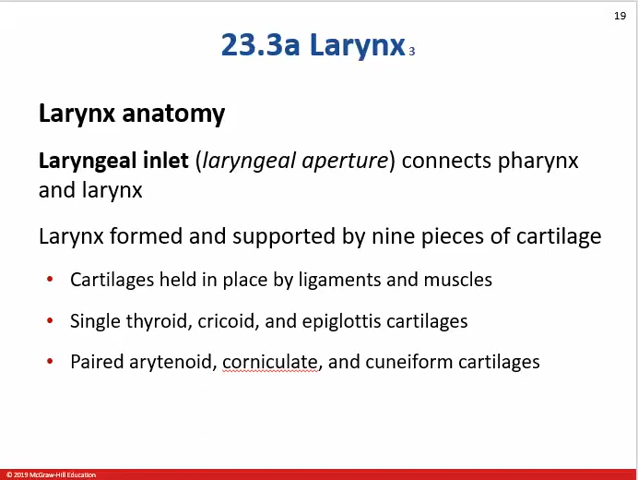 19
23.3a Larynx 3
Larynx anatomy
Laryngeal inlet (laryngeal aperture) connects pharynx
and larynx
Larynx formed and supported by nine pieces of cartilage
• Cartilages held in place by ligaments and muscles
• Single thyroid, cricoid, and epiglottis cartilages
• Paired arytenoid, corniculate, and cuneiform cartilages
© 2019 McGraw-Hill Education